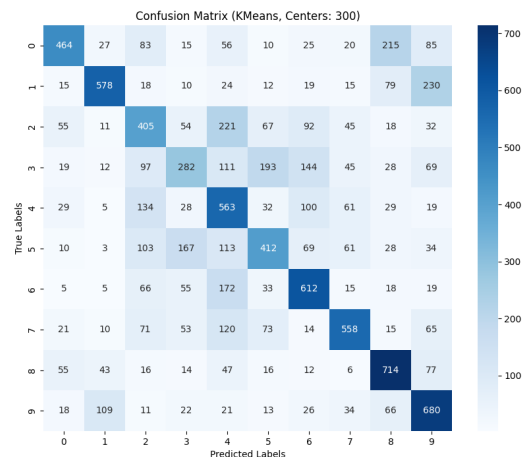 Confusion Matrix (KMeans, Centers: 300)
0 464 27 83 15 56 10 25 20 215 85
1 15 578 18 10 24 12 19 15 79 230
2 55 11 405 54 221 67 92 45 18 32
3 19 12 97 282 111 193 144 45 28 69
4 29 5 134 28 563 32 100 61 29 19
5 10 3 103 167 113 412 69 61 28 34
6 5 5 66 55 172 33 612 15 18 19
7 21 10 71 53 120 73 14 558 15 65
8 55 43 16 14 47 16 12 6 714 77
9 18 109 11 22 21 13 26 34 66 680
0 1 2 3 4 5 6 7 8 9
Predicted Labels
True Labels
700
600
500
400
300
200
100